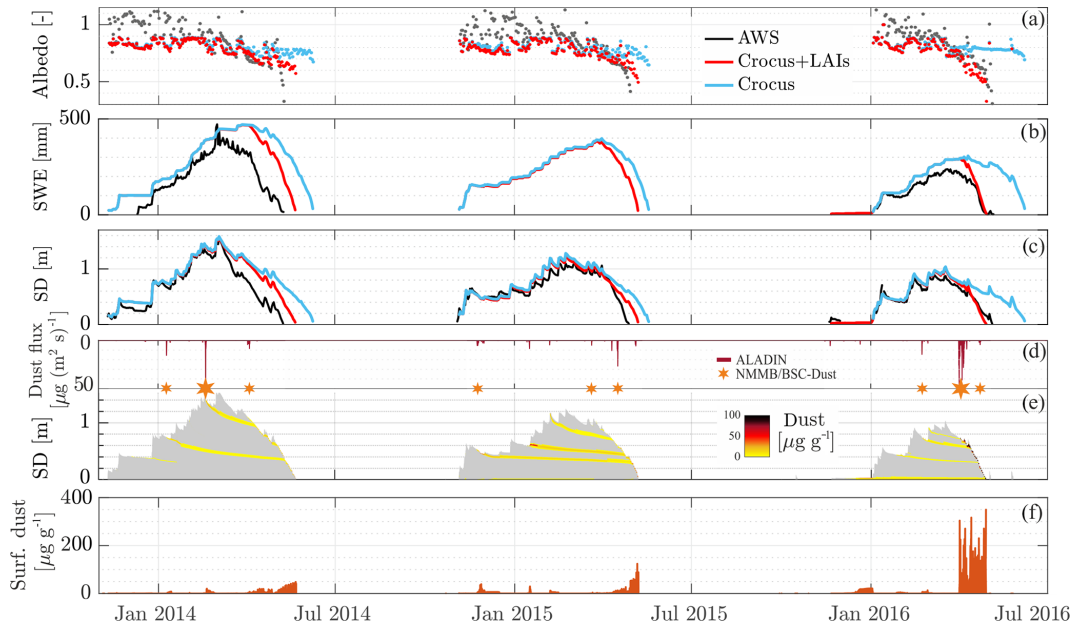 Albedo [-]
1
0.5
(a)
AWS
Crocus+LAIs
Crocus
SWE [mm]
500
0
(b)
SD [m]
1
0
(c)
Dust flux
[µg (m² s)⁻¹]
0
50
(d)
ALADIN
NMMB/BSC-Dust
SD [m]
1
0
(e)
100
50
0
Dust
[µg g⁻¹]
Surf. dust
[µg g⁻¹]
400
200
0
(f)
Jan 2014
Jul 2014
Jan 2015
Jul 2015
Jan 2016
Jul 2016